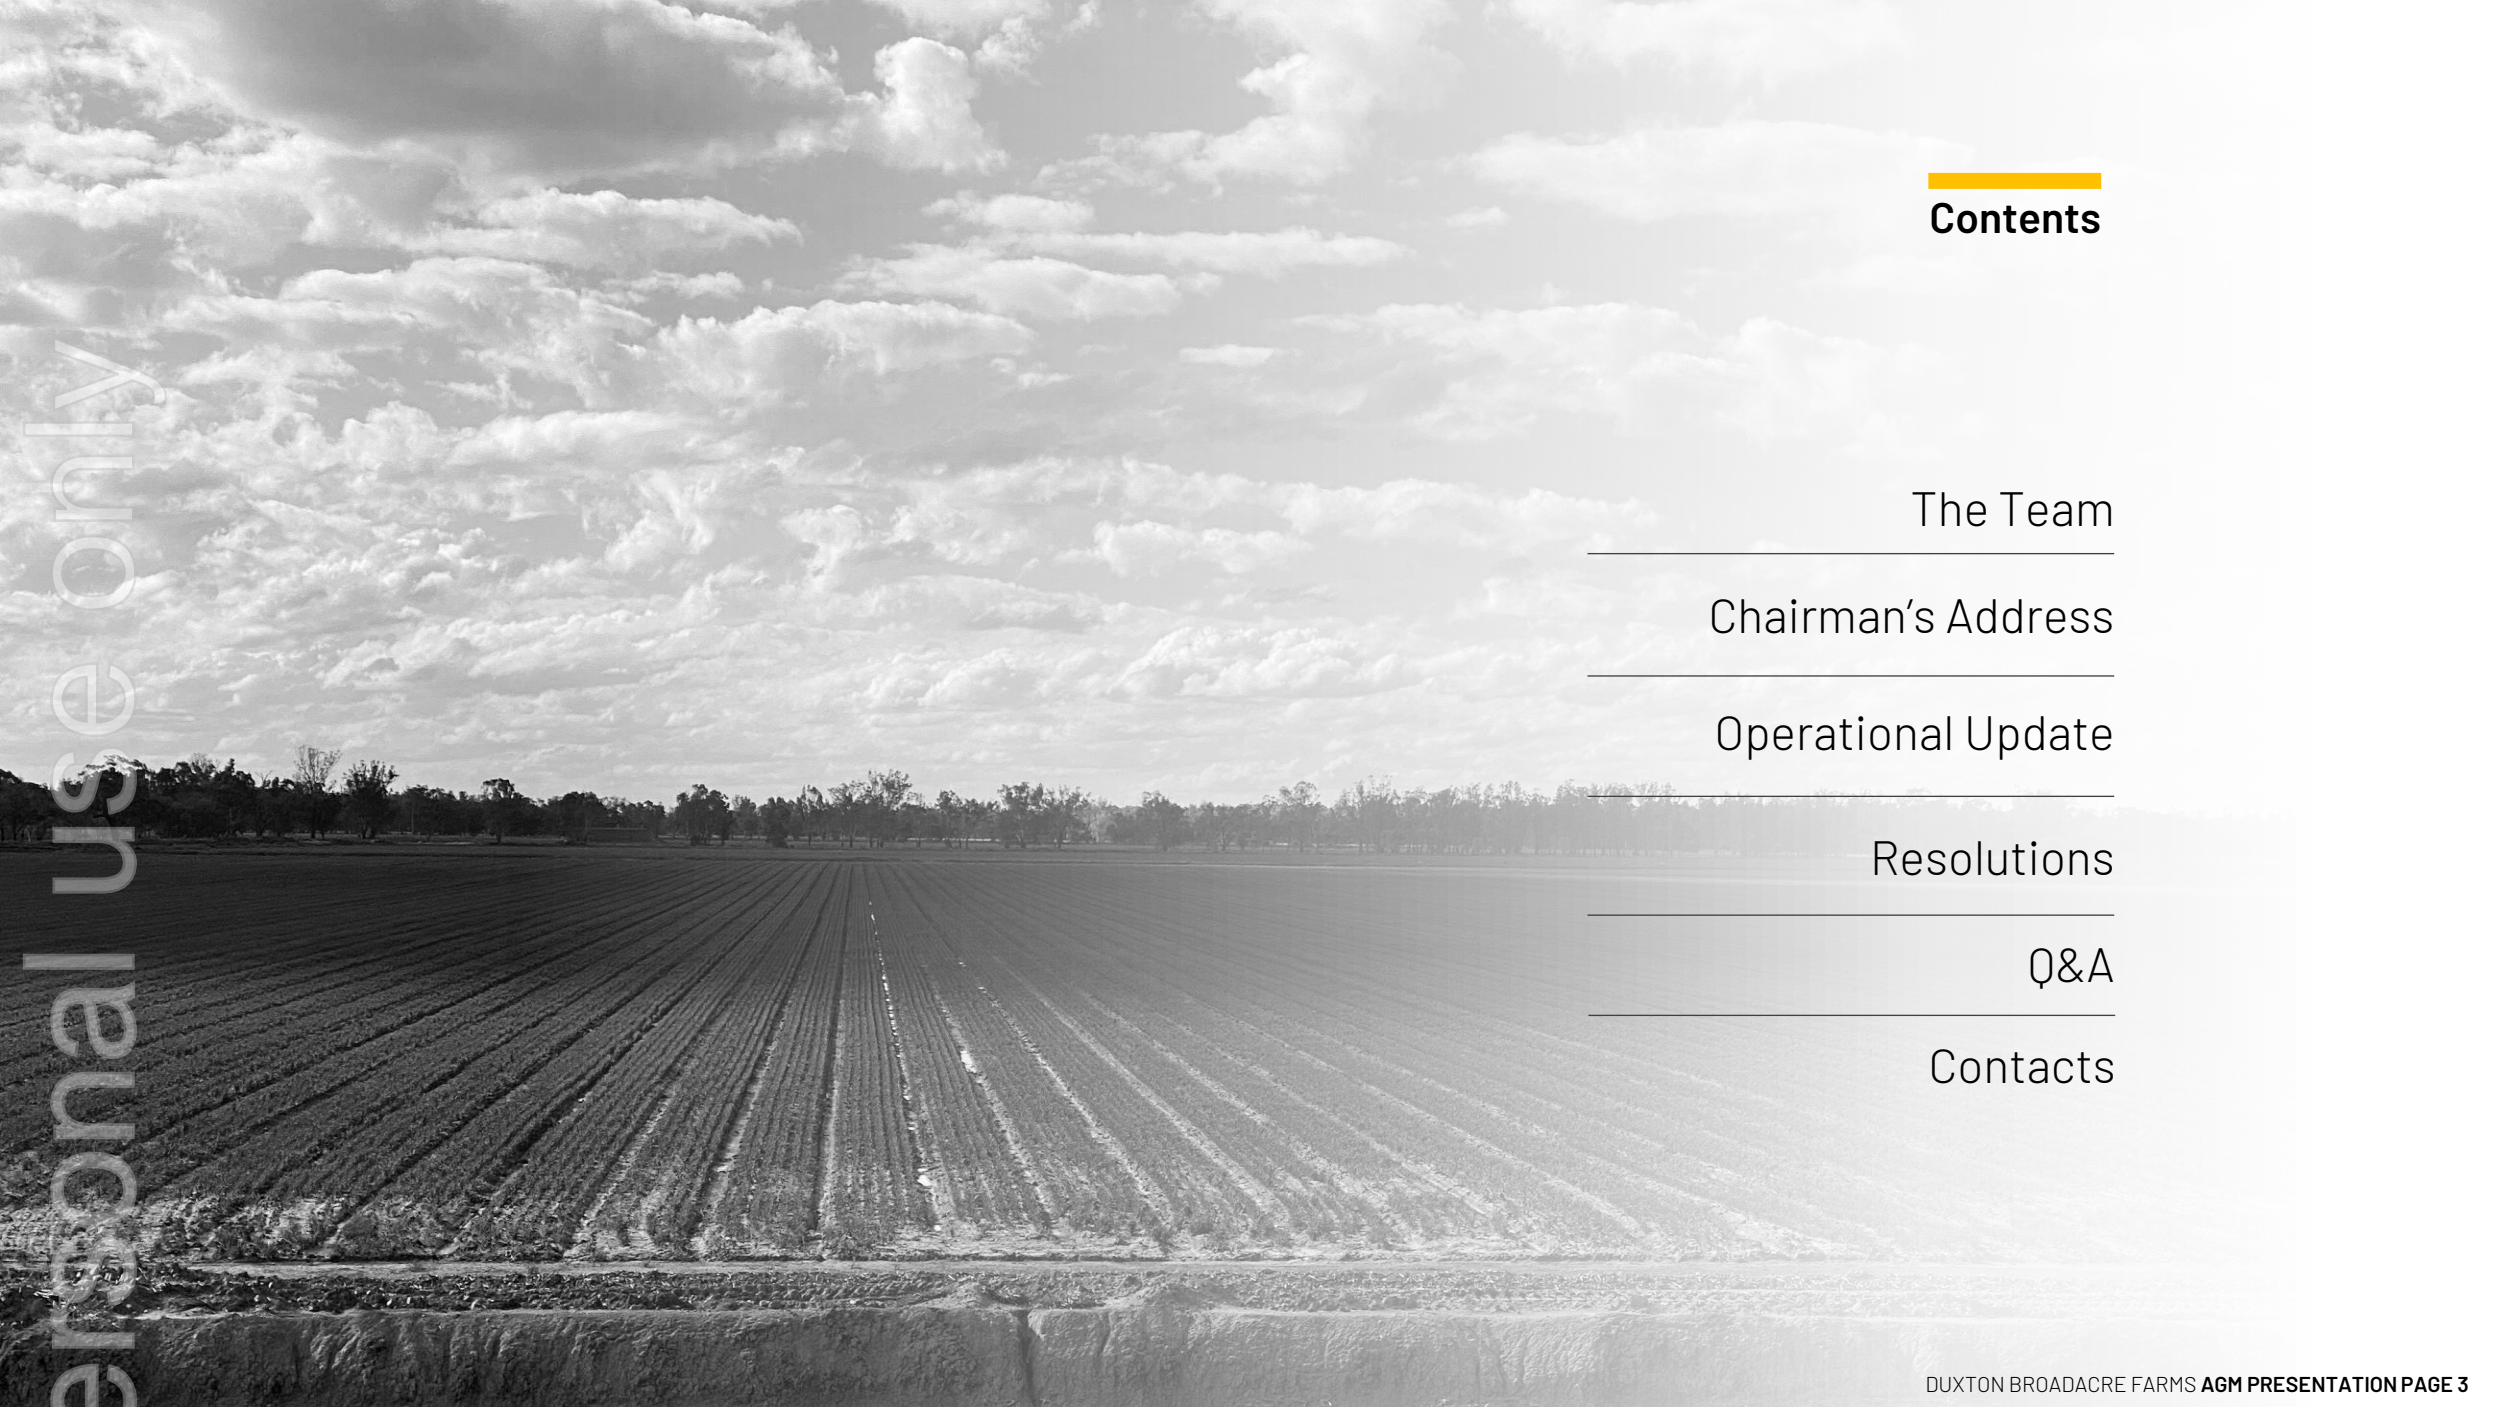 Contents
The Team
Chairman’s Address
Operational Update
Resolutions
Q&A
Contacts
ersonal use only
DUXTON BROADACRE FARMS AGM PRESENTATION PAGE 3